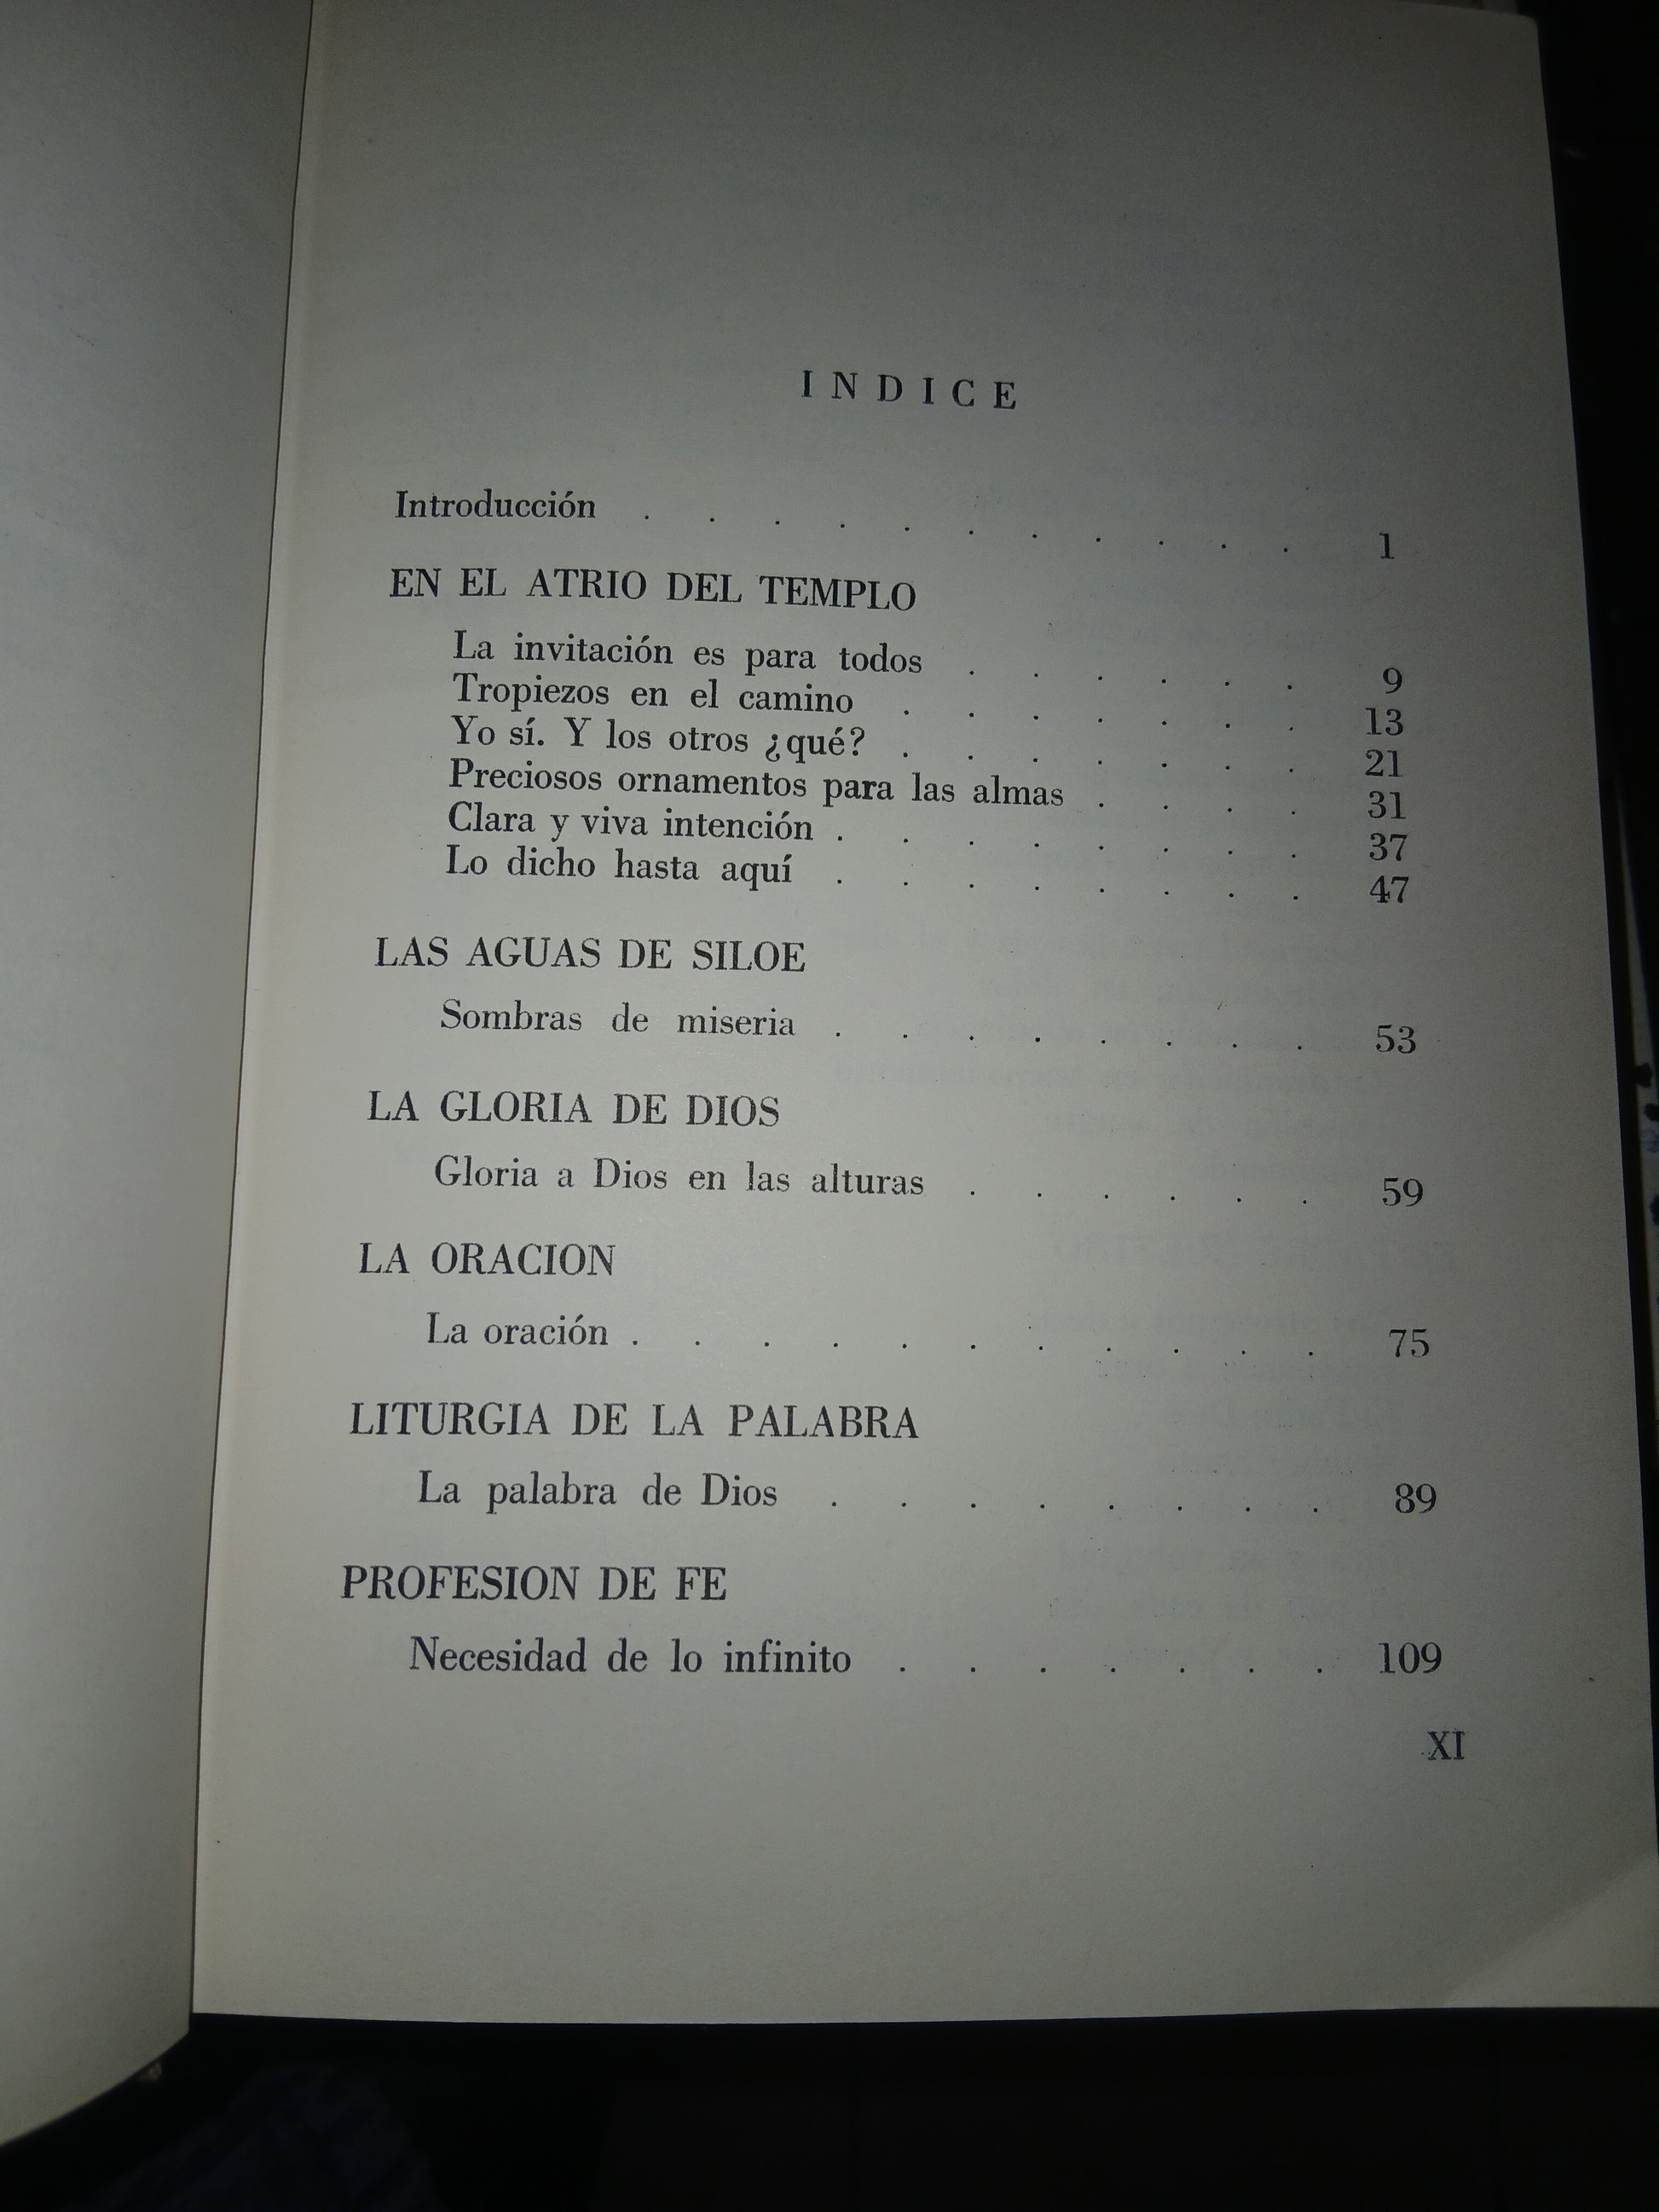 INDICE
Introducción . . . . . . . . . . . 1
EN EL ATRIO DEL TEMPLO
La invitación es para todos . . . . . . 9
Tropiezos en el camino . . . . . . . 13
Yo sí. Y los otros ¿qué? . . . . . . . 21
Preciosos ornamentos para las almas . . . . 31
Clara y viva intención . . . . . . . . 37
Lo dicho hasta aquí . . . . . . . . 47
LAS AGUAS DE SILOE
Sombras de miseria . . . . . . . . 53
LA GLORIA DE DIOS
Gloria a Dios en las alturas . . . . . . 59
LA ORACION
La oración . . . . . . . . . . . 75
LITURGIA DE LA PALABRA
La palabra de Dios . . . . . . . . 89
PROFESION DE FE
Necesidad de lo infinito . . . . . . . 109
XI